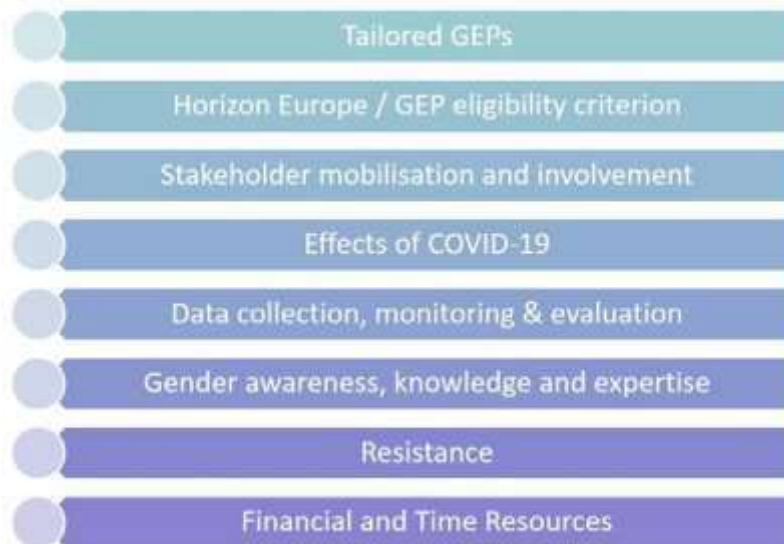 Tailored GEPs
Horizon Europe / GEP eligibility criterion
Stakeholder mobilisation and involvement
Effects of COVID-19
Data collection, monitoring & evaluation
Gender awareness, knowledge and expertise
Resistance
Financial and Time Resources